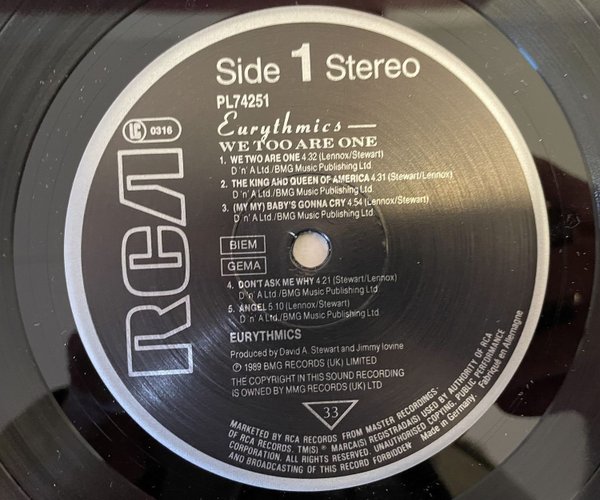 Side 1 Stereo
PL74251
LC 0316
RCA
Eurythmics—
WE TOO ARE ONE
1. WE TWO ARE ONE 4.32 (Lennox/Stewart)
D 'n' A Ltd./BMG Music Publishing Ltd.
2. THE KING AND QUEEN OF AMERICA 4.31 (Stewart/Lennox)
D 'n' A Ltd./BMG Music Publishing Ltd.
3. (MY MY) BABY'S GONNA CRY 4.54 (Lennox/Stewart)
D 'n' A Ltd./BMG Music Publishing Ltd.
BIEM
GEMA
4. DON'T ASK ME WHY 4.21 (Stewart/Lennox)
D 'n' A Ltd./BMG Music Publishing Ltd.
5. ANGEL 5.10 (Lennox/Stewart)
D 'n' A Ltd./BMG Music Publishing Ltd.
EURYTHMICS
Produced by David A. Stewart and Jimmy Iovine
℗ 1989 BMG RECORDS (UK) LIMITED
THE COPYRIGHT IN THIS SOUND RECORDING
IS OWNED BY MMG RECORDS (UK) LTD
33
MARKETED BY RCA RECORDS FROM MASTER RECORDINGS.
OF RCA RECORDS. TM(S) ® MARCA(S) REGISTRADA(S) USED BY AUTHORITY OF RCA
CORPORATION. ALL RIGHTS RESERVED. UNAUTHORISED COPYING, PUBLIC PERFORMANCE
AND BROADCASTING OF THIS RECORD FORBIDDEN.
Made in Germany. Fabriqué en Allemagne